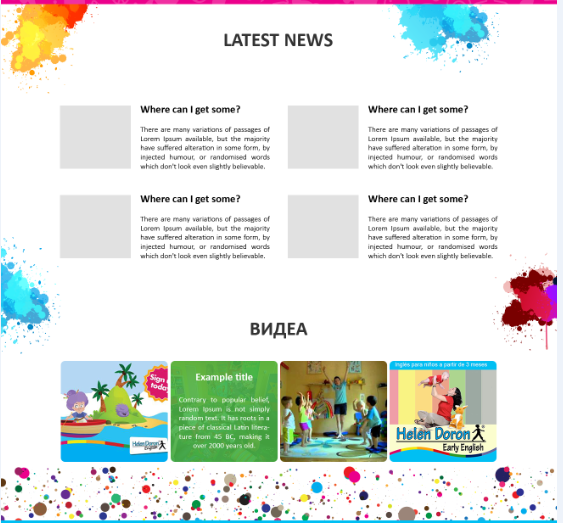 LATEST NEWS
Where can I get some?
There are many variations of passages of
Lorem Ipsum available, but the majority
have suffered alteration in some form, by
injected humour, or randomised words
which don't look even slightly believable.
Where can I get some?
There are many variations of passages of
Lorem Ipsum available, but the majority
have suffered alteration in some form, by
injected humour, or randomised words
which don't look even slightly believable.
Where can I get some?
There are many variations of passages of
Lorem Ipsum available, but the majority
have suffered alteration in some form, by
injected humour, or randomised words
which don't look even slightly believable.
Where can I get some?
There are many variations of passages of
Lorem Ipsum available, but the majority
have suffered alteration in some form, by
injected humour, or randomised words
which don't look even slightly believable.
ВИДЕА
Sign
today
Helen Doron
English
Example title
Contrary to popular belief,
Lorem Ipsum is not simply
random text. It has roots in a
piece of classical Latin litera-
ture from 45 BC, making it
over 2000 years old.
Inglés para niños a partir de 3 meses
Helen Doron
Early English